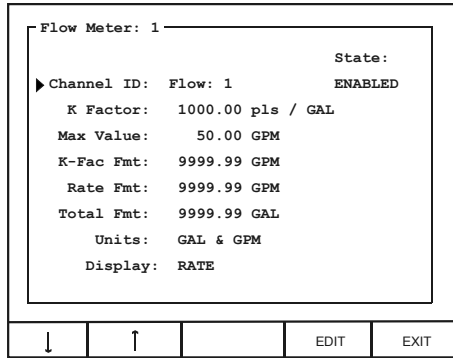 Flow Meter: 1
State:
Channel ID: Flow: 1 ENABLED
K Factor: 1000.00 pls / GAL
Max Value: 50.00 GPM
K-Fac Fmt: 9999.99 GPM
Rate Fmt: 9999.99 GPM
Total Fmt: 9999.99 GAL
Units: GAL & GPM
Display: RATE
↓ ↑ EDIT EXIT